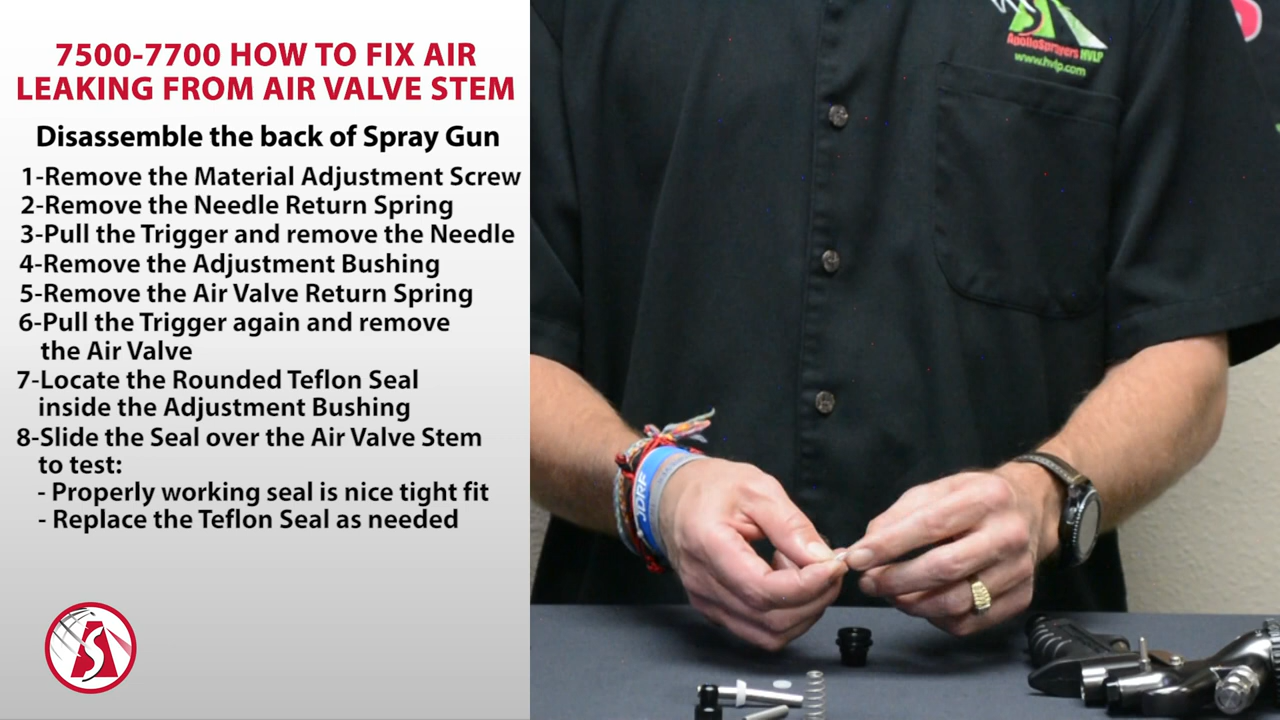 7500-7700 HOW TO FIX AIR
LEAKING FROM AIR VALVE STEM
Disassemble the back of Spray Gun
1-Remove the Material Adjustment Screw
2-Remove the Needle Return Spring
3-Pull the Trigger and remove the Needle
4-Remove the Adjustment Bushing
5-Remove the Air Valve Return Spring
6-Pull the Trigger again and remove
the Air Valve
7-Locate the Rounded Teflon Seal
inside the Adjustment Bushing
8-Slide the Seal over the Air Valve Stem
to test:
- Properly working seal is nice tight fit
- Replace the Teflon Seal as needed
ApolloSprayers HVLP
www.hvlp.com
JDRF